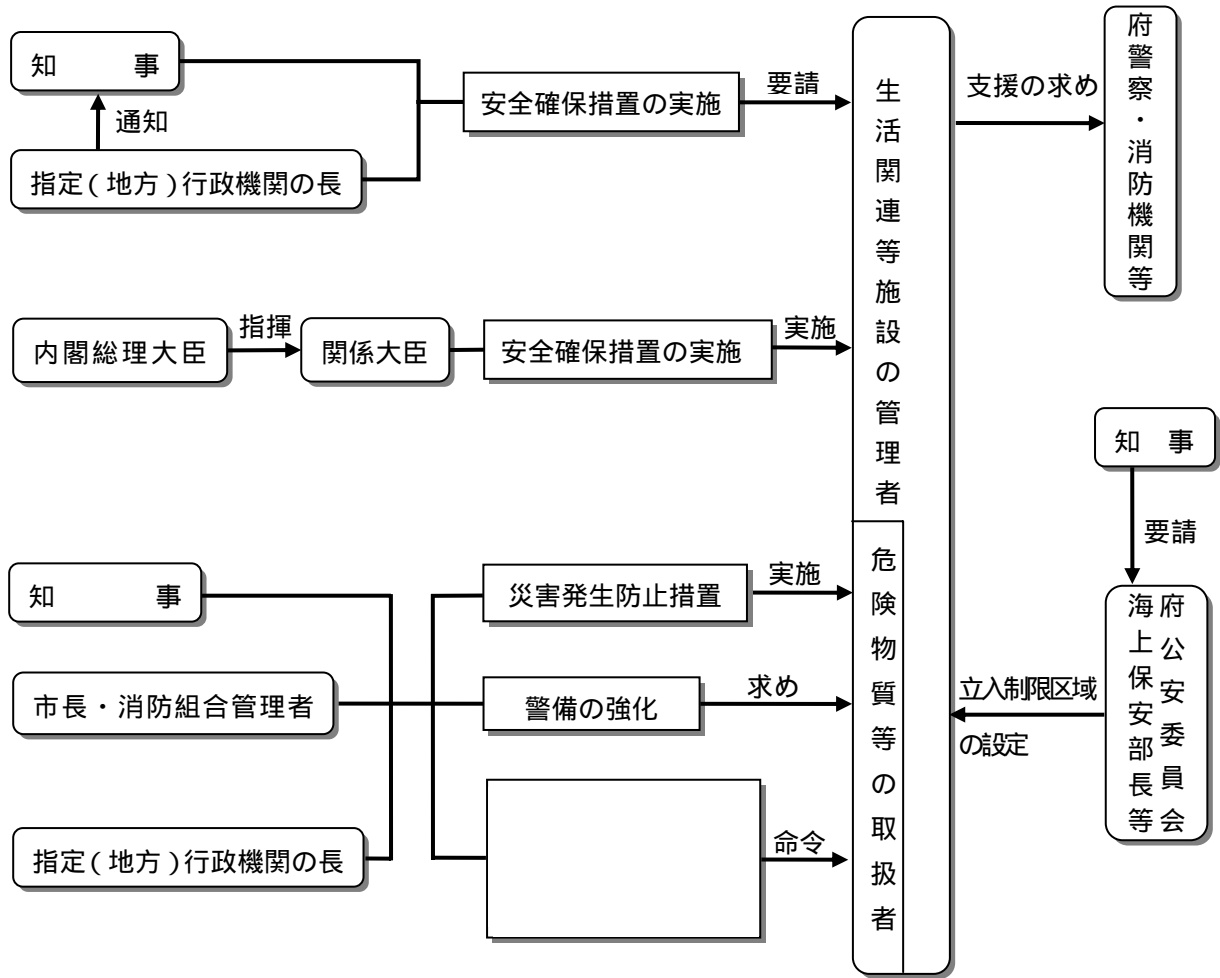 知　事
通知
指定(地方)行政機関の長
安全確保措置の実施
要請
内閣総理大臣
指揮
関係大臣
安全確保措置の実施
実施
知　事
市長・消防組合管理者
指定(地方)行政機関の長
災害発生防止措置
実施
警備の強化
求め
命令
生活関連等施設の管理者
危険物質等の取扱者
支援の求め
府警察・消防機関等
知　事
要請
府公安委員会
海上保安部長等
立入制限区域
の設定